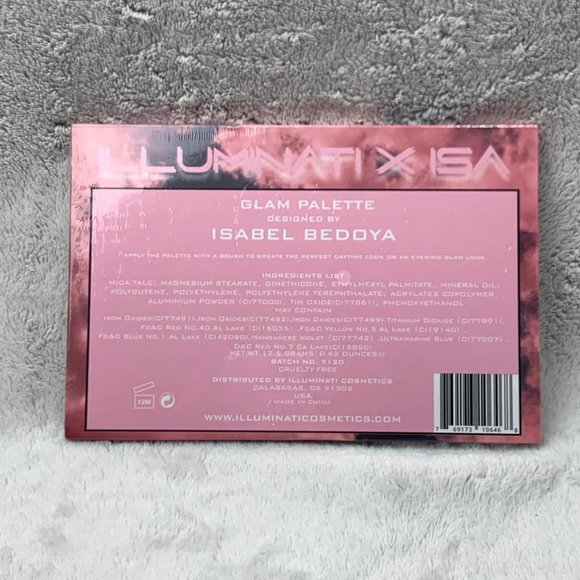 ILLUMINATI X ISA
GLAM PALETTE
DESIGNED BY
ISABEL BEDOYA
APPLY THE PALETTE WITH A BRUSH TO CREATE THE PERFECT DAYTIME LOOK OR AN EVENING GLAM LOOK
INGREDIENTS LIST
MICA,TALC, MAGNESIUM STEARATE, DIMETHICONE, ETHYLHEXYL PALMITATE, MINERAL OIL,
POLYBUTENE, POLYETHYLENE, POLYETHYLENE TEREPHTHALATE, ACRYLATES COPOLYMER,
ALUMINIUM POWDER (CI77000), TIN OXIDE(CI77861), PHENOXYETHANOL
MAY CONTAIN
IRON OXIDES(CI77491),IRON OXIDES(CI77492),IRON OXIDES(CI77499),TITANIUM DIOXIDE (CI77891),
FD&C RED NO.40 AL LAKE (CI16035) ,FD&C YELLOW NO.5 AL LAKE (CI19140) ,
FD&C BLUE NO.1 AL LAKE (CI42090),MANGANESE VIOLET (CI77742) ,ULTRAMARINE BLUE (CI77007)
D&C RED NO.7 CA LAKE(CI15850)
NET WT 17.5 GRAMS/ 0.62 OUNCES
BATCH NO. 7120
CRUELTY-FREE
DISTRIBUTED BY ILLUMINATI COSMETICS
CALABASAS, CA 91302
USA
MADE IN CHINA
12M
WWW.ILLUMINATICOSMETICS.COM
7 69173 10646 8